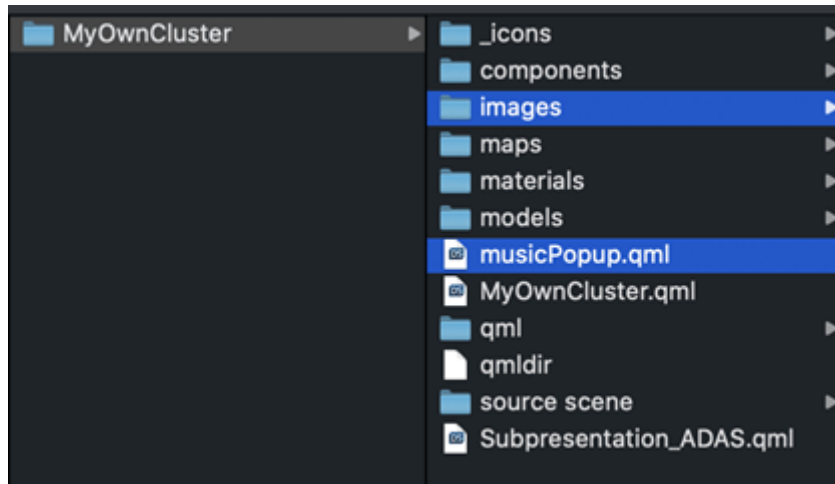 MyOwnCluster
_icons
components
images
maps
materials
models
musicPopup.qml
MyOwnCluster.qml
qml
qmldir
source scene
Subpresentation_ADAS.qml